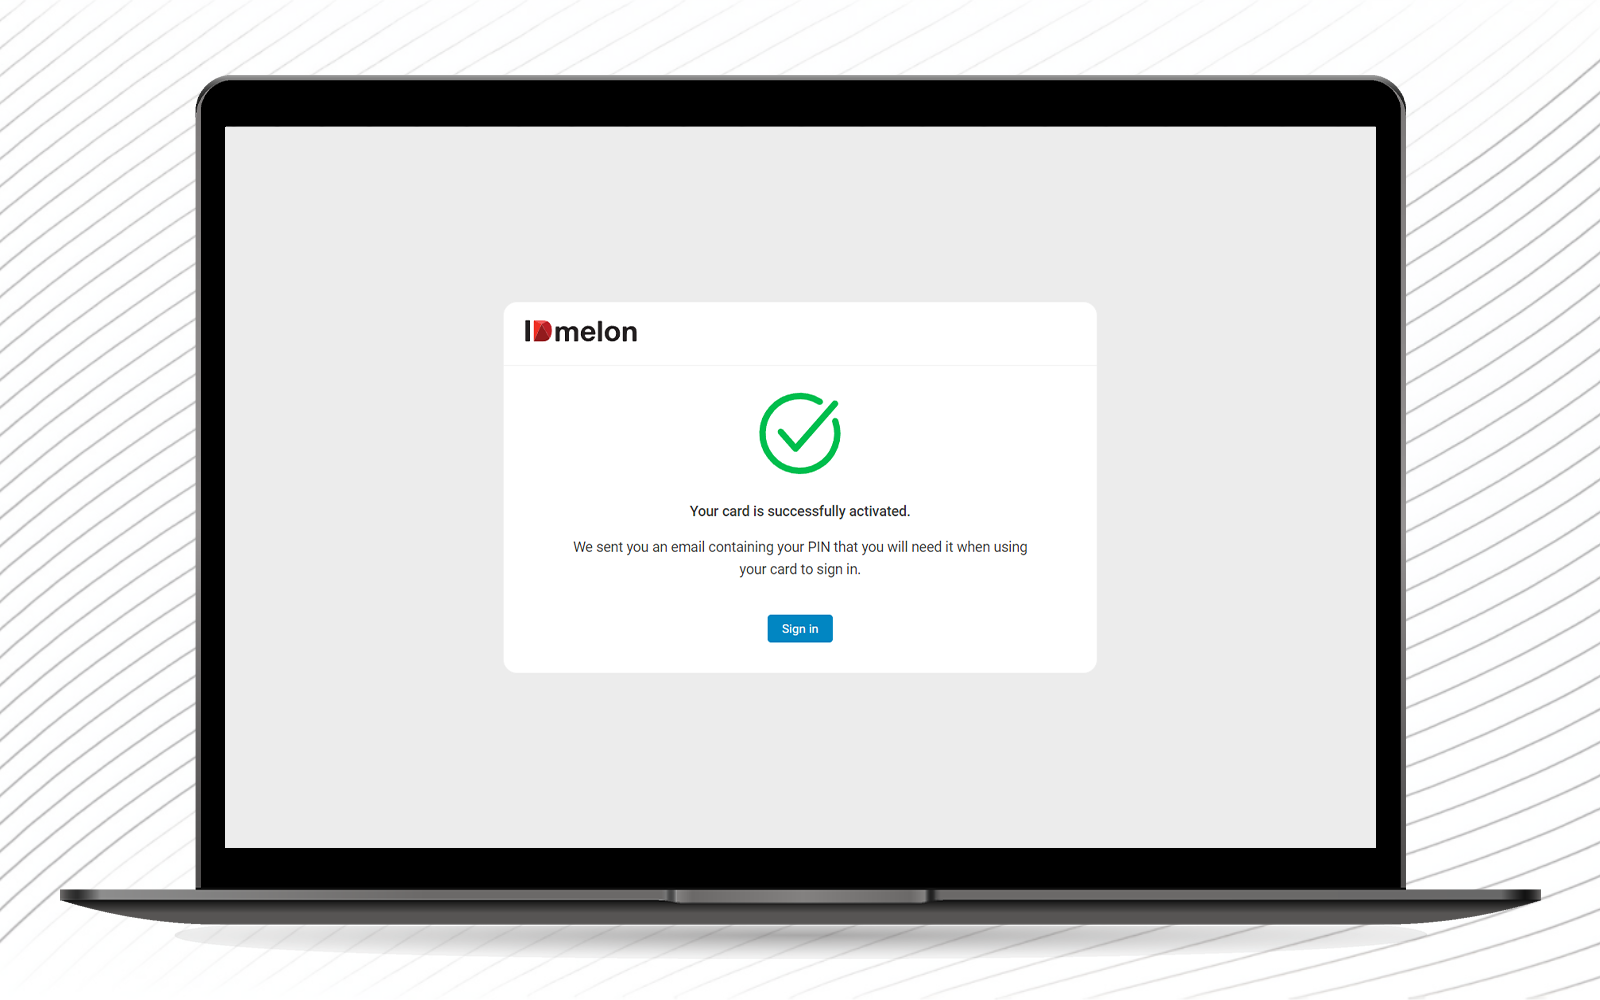 IDmelon
Your card is successfully activated.
We sent you an email containing your PIN that you will need it when using
your card to sign in.
Sign in